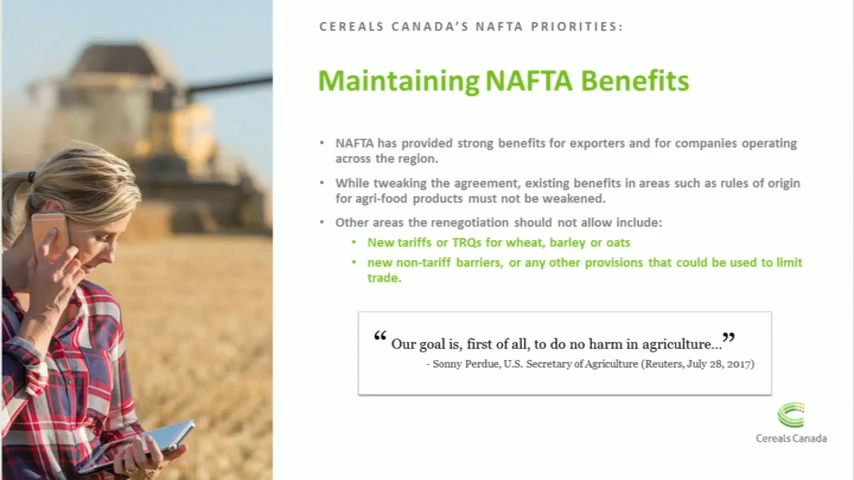 CEREALS CANADA'S NAFTA PRIORITIES:
Maintaining NAFTA Benefits
• NAFTA has provided strong benefits for exporters and for companies operating
across the region.
• While tweaking the agreement, existing benefits in areas such as rules of origin
for agri-food products must not be weakened.
• Other areas the renegotiation should not allow include:
• New tariffs or TRQs for wheat, barley or oats
• new non-tariff barriers, or any other provisions that could be used to limit
trade.
“ Our goal is, first of all, to do no harm in agriculture...”
- Sonny Perdue, U.S. Secretary of Agriculture (Reuters, July 28, 2017)
Cereals Canada